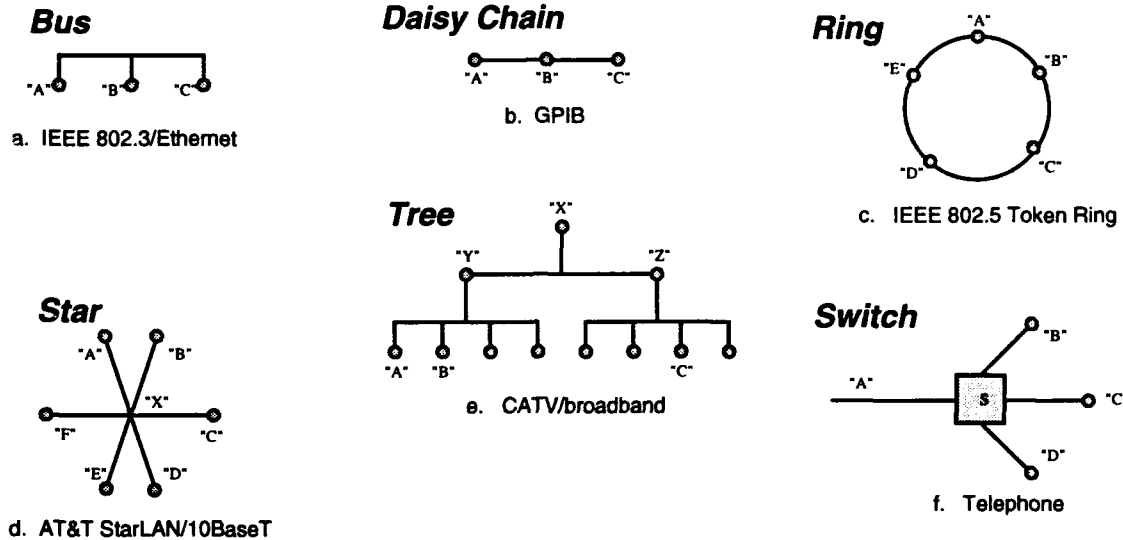 Bus
"A" "B" "C"
a. IEEE 802.3/Ethernet
Daisy Chain
"A" "B" "C"
b. GPIB
Ring
"A"
"B"
"E"
"D"
"C"
c. IEEE 802.5 Token Ring
Star
"A" "B"
"X"
"F" "C"
"E" "D"
d. AT&T StarLAN/10BaseT
Tree
"X"
"Y" "Z"
"A" "B" "C"
e. CATV/broadband
Switch
"B"
"A"
S
"C
"D"
f. Telephone